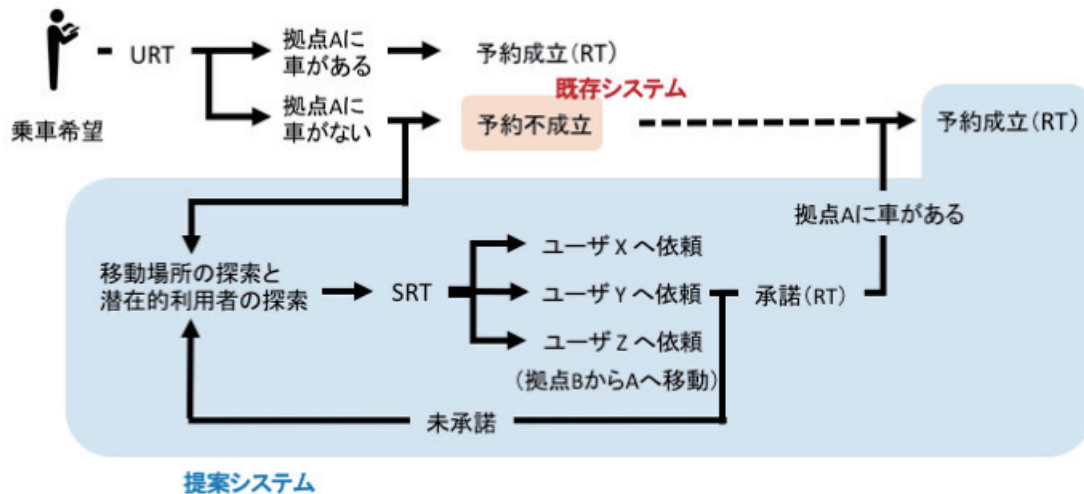 URT
拠点Aに
車がある
予約成立(RT)
乗車希望
拠点Aに
車がない
既存システム
予約不成立
予約成立(RT)
拠点Aに車がある
移動場所の探索と
潜在的利用者の探索
SRT
ユーザXへ依頼
ユーザYへ依頼
ユーザZへ依頼
(拠点BからAへ移動)
承諾(RT)
未承諾
提案システム